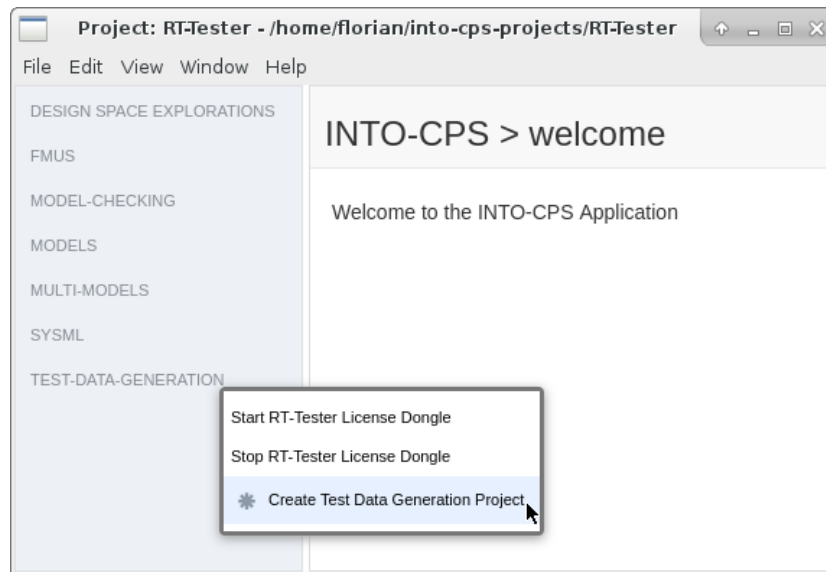 Project: RT-Tester - /home/florian/into-cps-projects/RT-Tester
File Edit View Window Help
DESIGN SPACE EXPLORATIONS
FMUS
MODEL-CHECKING
MODELS
MULTI-MODELS
SYSML
TEST-DATA-GENERATION
INTO-CPS > welcome
Welcome to the INTO-CPS Application
Start RT-Tester License Dongle
Stop RT-Tester License Dongle
Create Test Data Generation Project